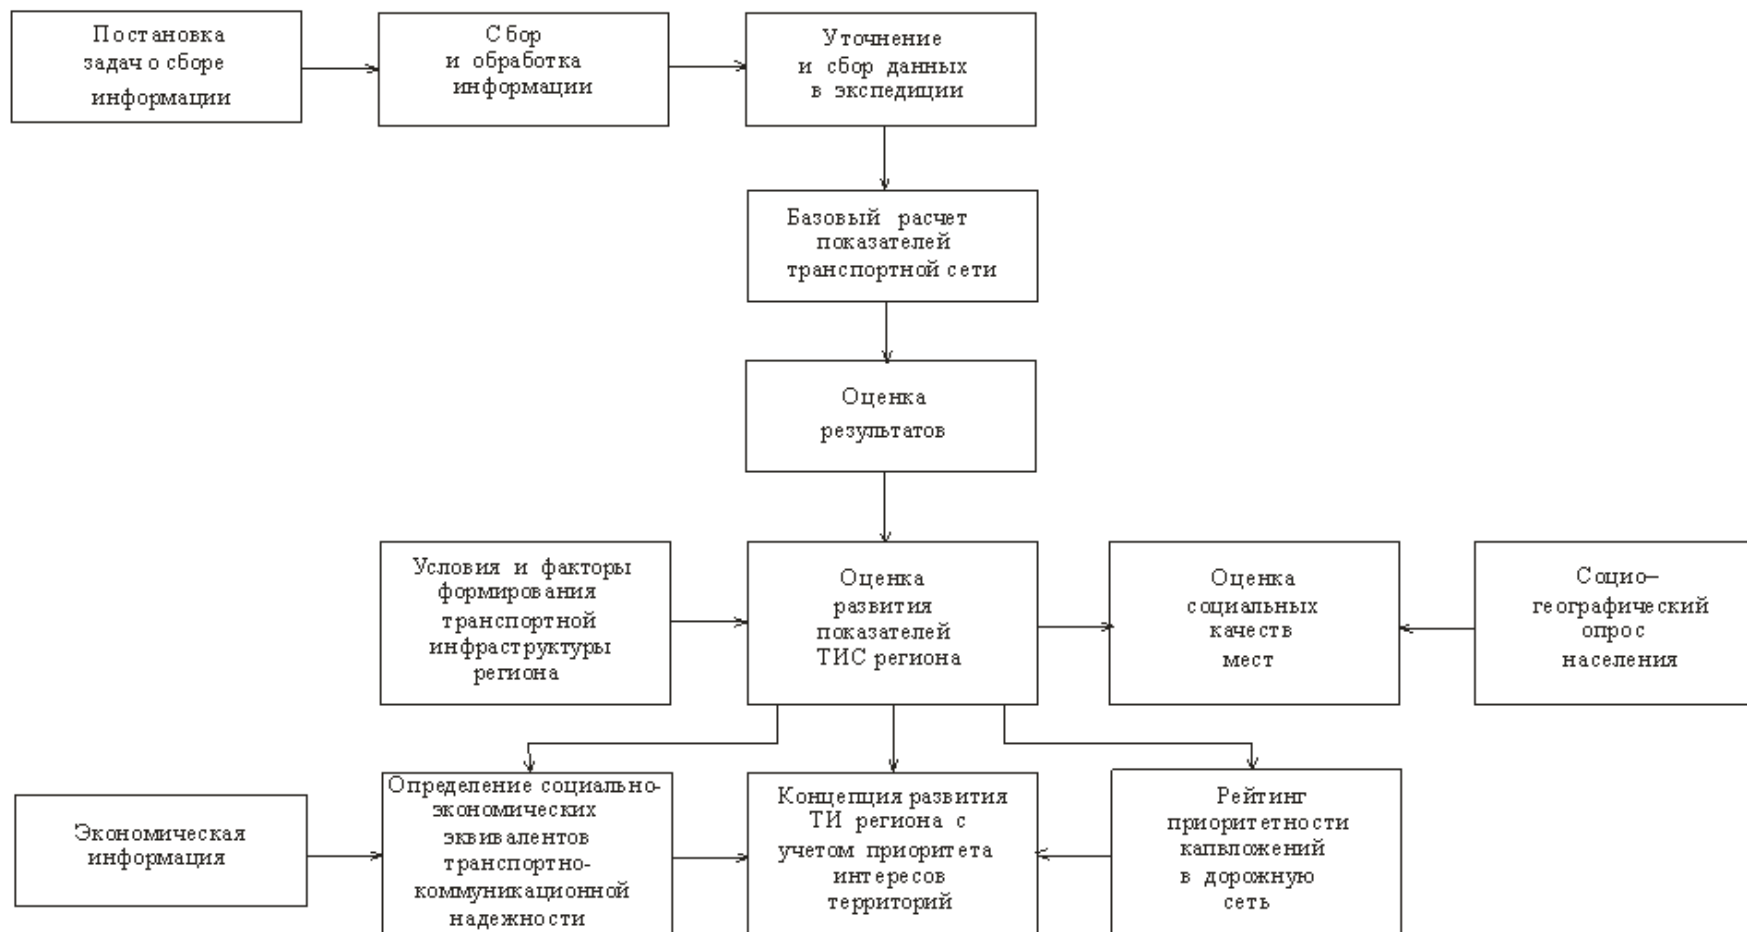 Постановка
задач о сборе
информации
Сбор
и обработка
информации
Уточнение
и сбор данных
в экспедиции
Базовый расчет
показателей
транспортной сети
Оценка
результатов
Условия и факторы
формирования
транспортной
инфраструктуры
региона
Оценка
развития
показателей
ТИС региона
Оценка
социальных
качеств
мест
Социо–
географический
опрос
населения
Экономическая
информация
Определение социально-
экономических
эквивалентов
транспортно-
коммуникационной
надежности
Концепция развития
ТИ региона с
учетом приоритета
интересов
территорий
Рейтинг
приоритетности
капвложений
в дорожную
сеть